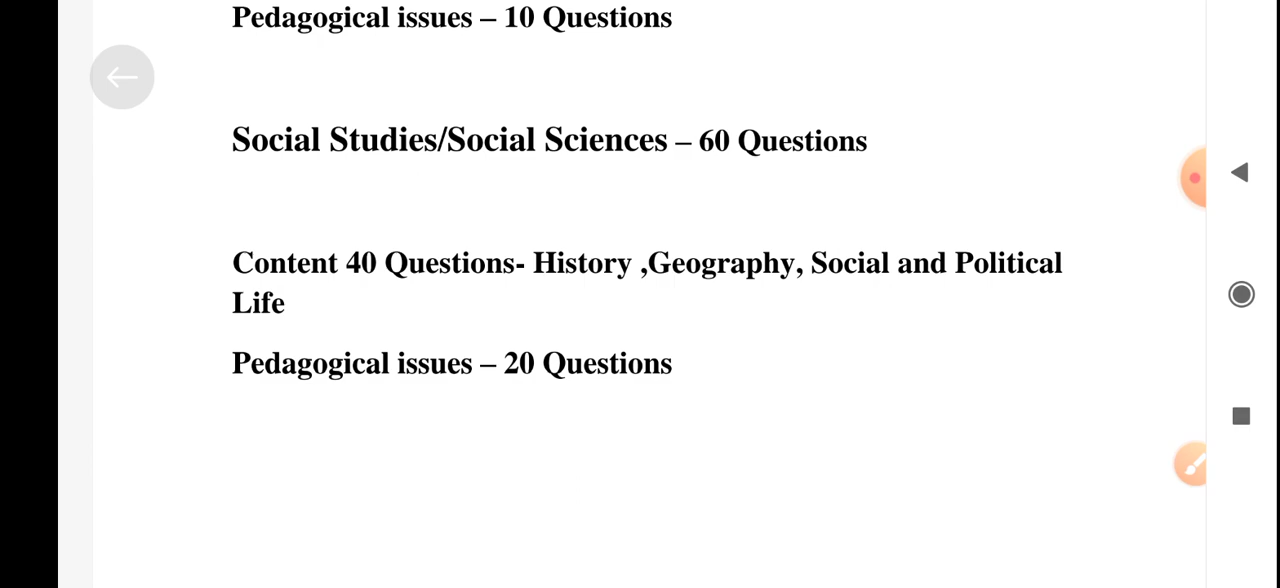 Pedagogical issues – 10 Questions
Social Studies/Social Sciences – 60 Questions
Content 40 Questions- History ,Geography, Social and Political
Life
Pedagogical issues – 20 Questions